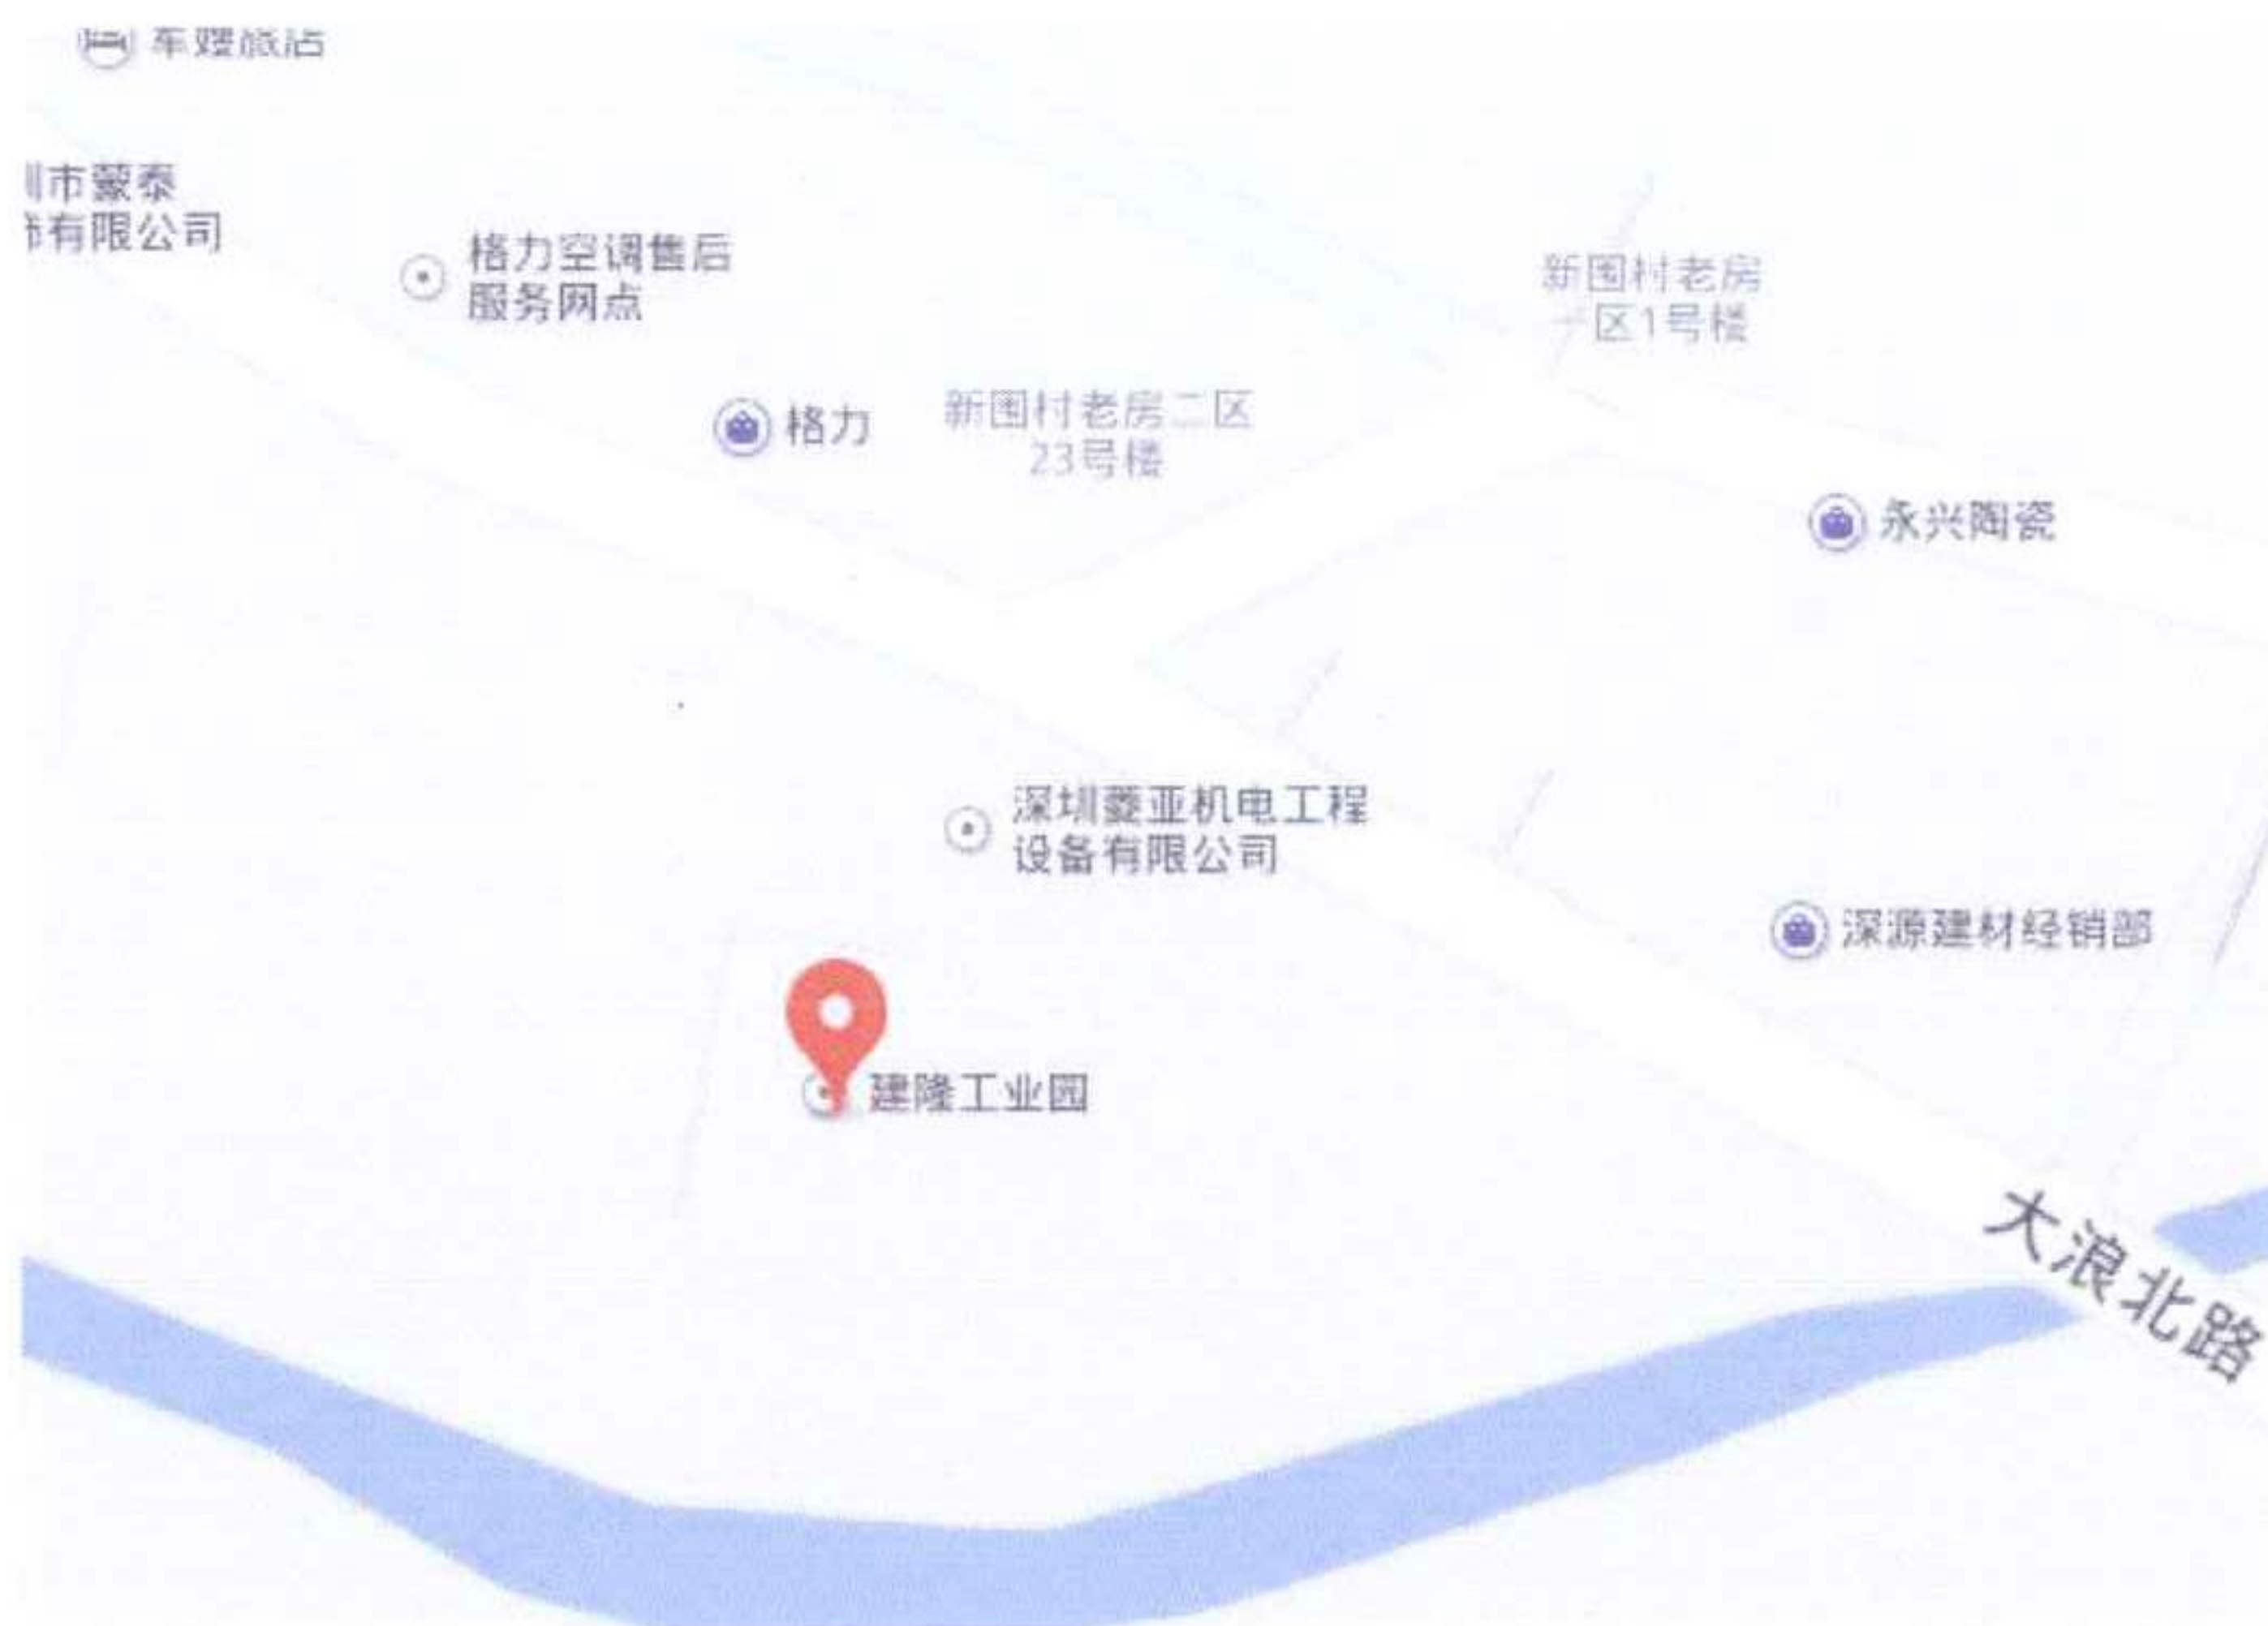 车嫂旅店
圳市蒙泰
饰有限公司
格力空调售后
服务网点
新围村老房
一区1号楼
格力
新围村老房二区
23号楼
永兴陶瓷
深圳菱亚机电工程
设备有限公司
深源建材经销部
建隆工业园
大浪北路